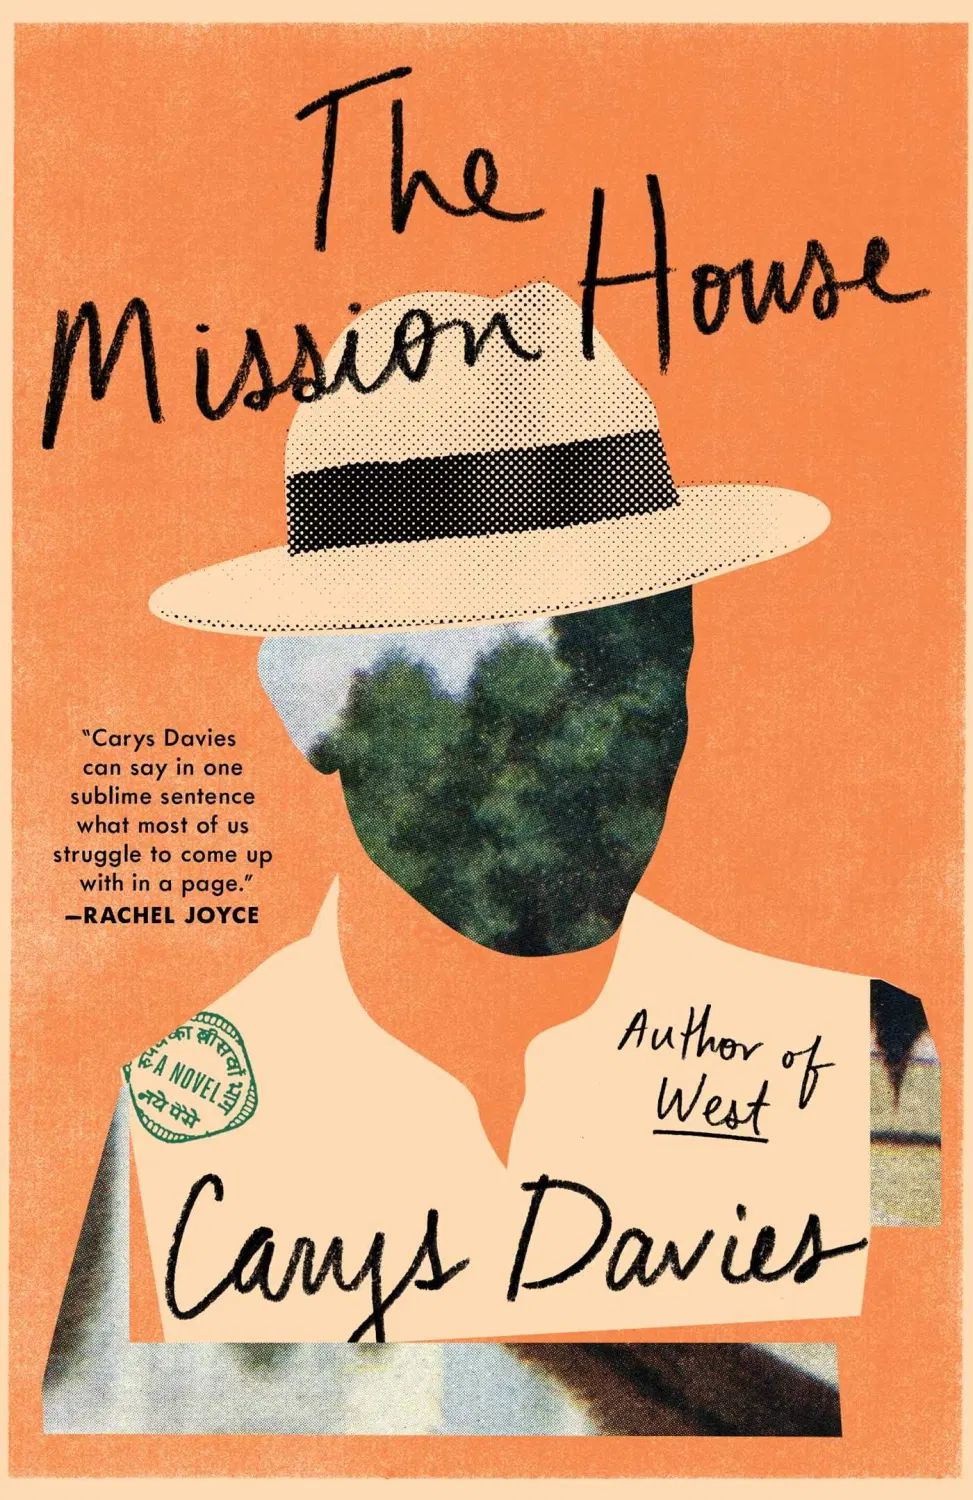 The
Mission House
“Carys Davies
can say in one
sublime sentence
what most of us
struggle to come up
with in a page.”
—RACHEL JOYCE
A NOVEL
नये पैसे
Author of
West
Carys Davies